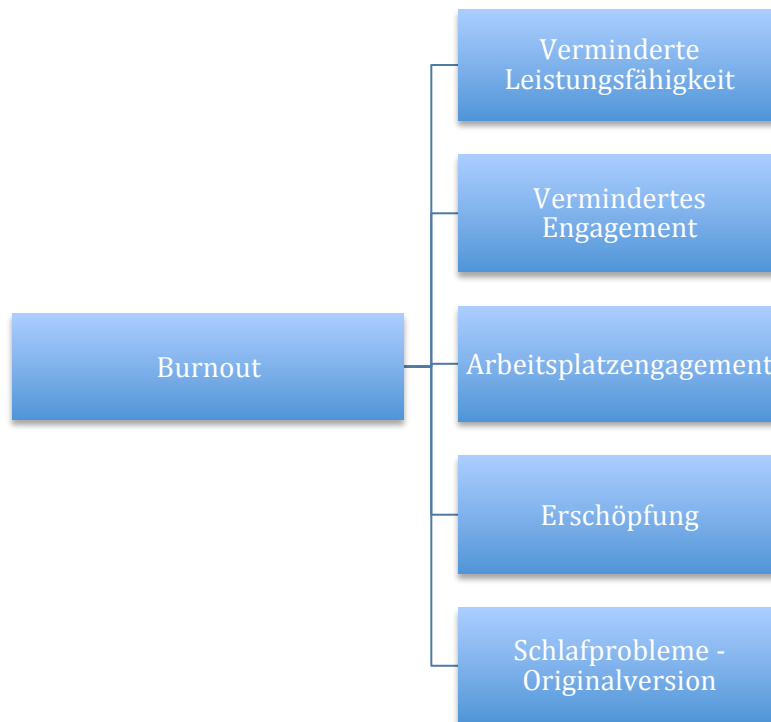 Verminderte
Leistungsfähigkeit
Vermindertes
Engagement
Burnout
Arbeitsplatzengagement
Erschöpfung
Schlafprobleme -
Originalversion